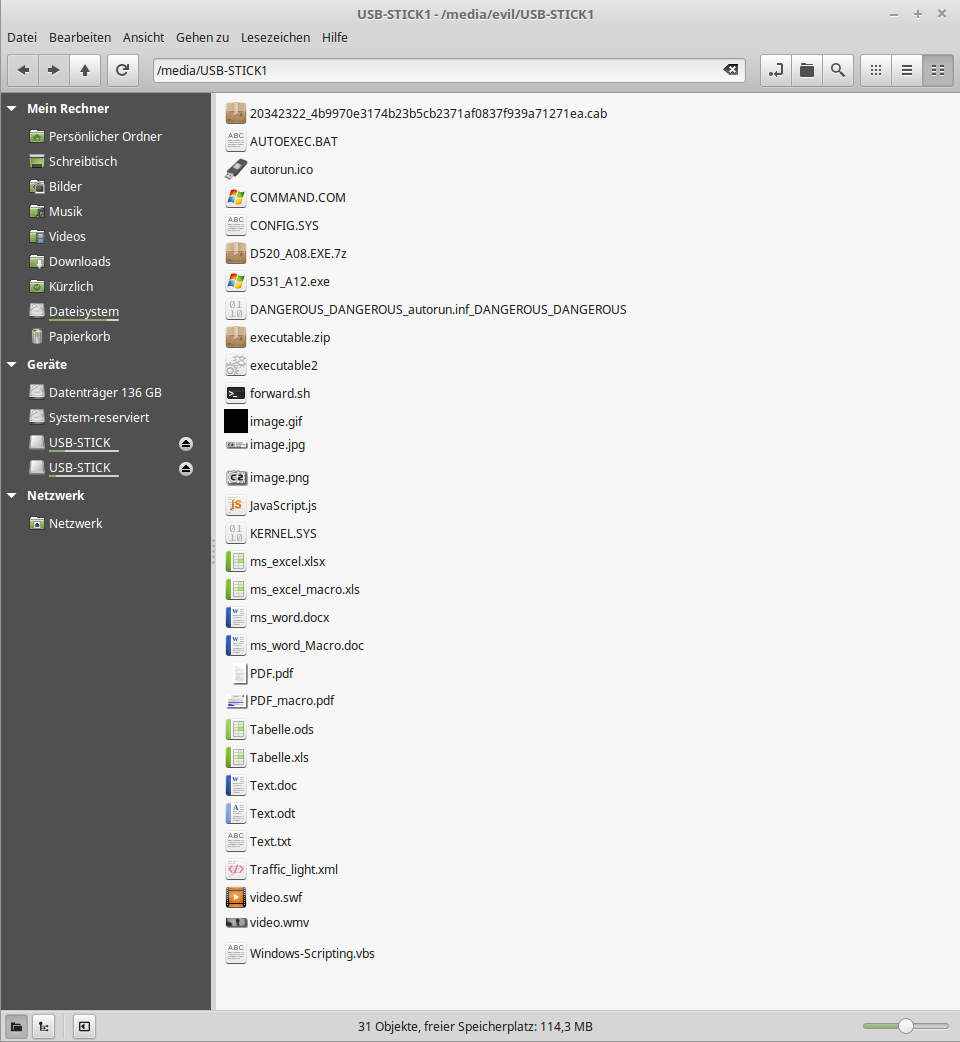 USB-STICK1 - /media/evil/USB-STICK1
Datei Bearbeiten Ansicht Gehen zu Lesezeichen Hilfe
/media/USB-STICK1
Mein Rechner
Persönlicher Ordner
Schreibtisch
Bilder
Musik
Videos
Downloads
Kürzlich
Dateisystem
Papierkorb
Geräte
Datenträger 136 GB
System-reserviert
USB-STICK
USB-STICK
Netzwerk
Netzwerk
20342322_4b9970e3174b23b5cb2371af0837f939a71271ea.cab
AUTOEXEC.BAT
autorun.ico
COMMAND.COM
CONFIG.SYS
D520_A08.EXE.7z
D531_A12.exe
DANGEROUS_DANGEROUS_autorun.inf_DANGEROUS_DANGEROUS
executable.zip
executable2
forward.sh
image.gif
image.jpg
image.png
JavaScript.js
KERNEL.SYS
ms_excel.xlsx
ms_excel_macro.xls
ms_word.docx
ms_word_Macro.doc
PDF.pdf
PDF_macro.pdf
Tabelle.ods
Tabelle.xls
Text.doc
Text.odt
Text.txt
Traffic_light.xml
video.swf
video.wmv
Windows-Scripting.vbs
31 Objekte, freier Speicherplatz: 114,3 MB